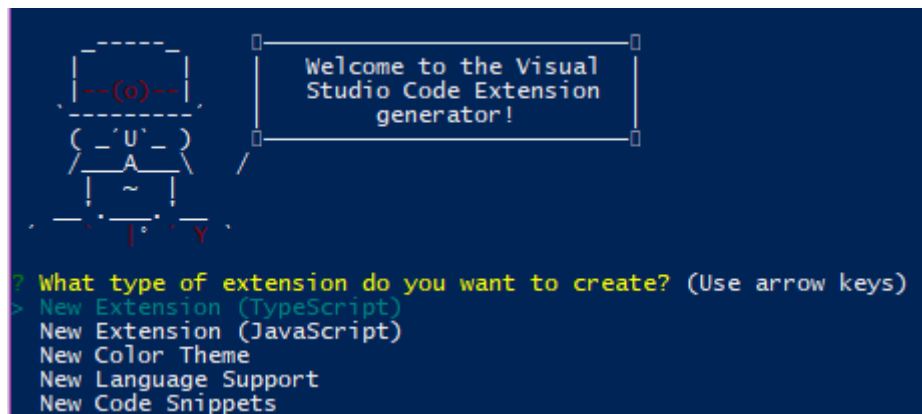 Welcome to the Visual
Studio Code Extension
generator!
? What type of extension do you want to create? (Use arrow keys)
> New Extension (TypeScript)
New Extension (JavaScript)
New Color Theme
New Language Support
New Code Snippets